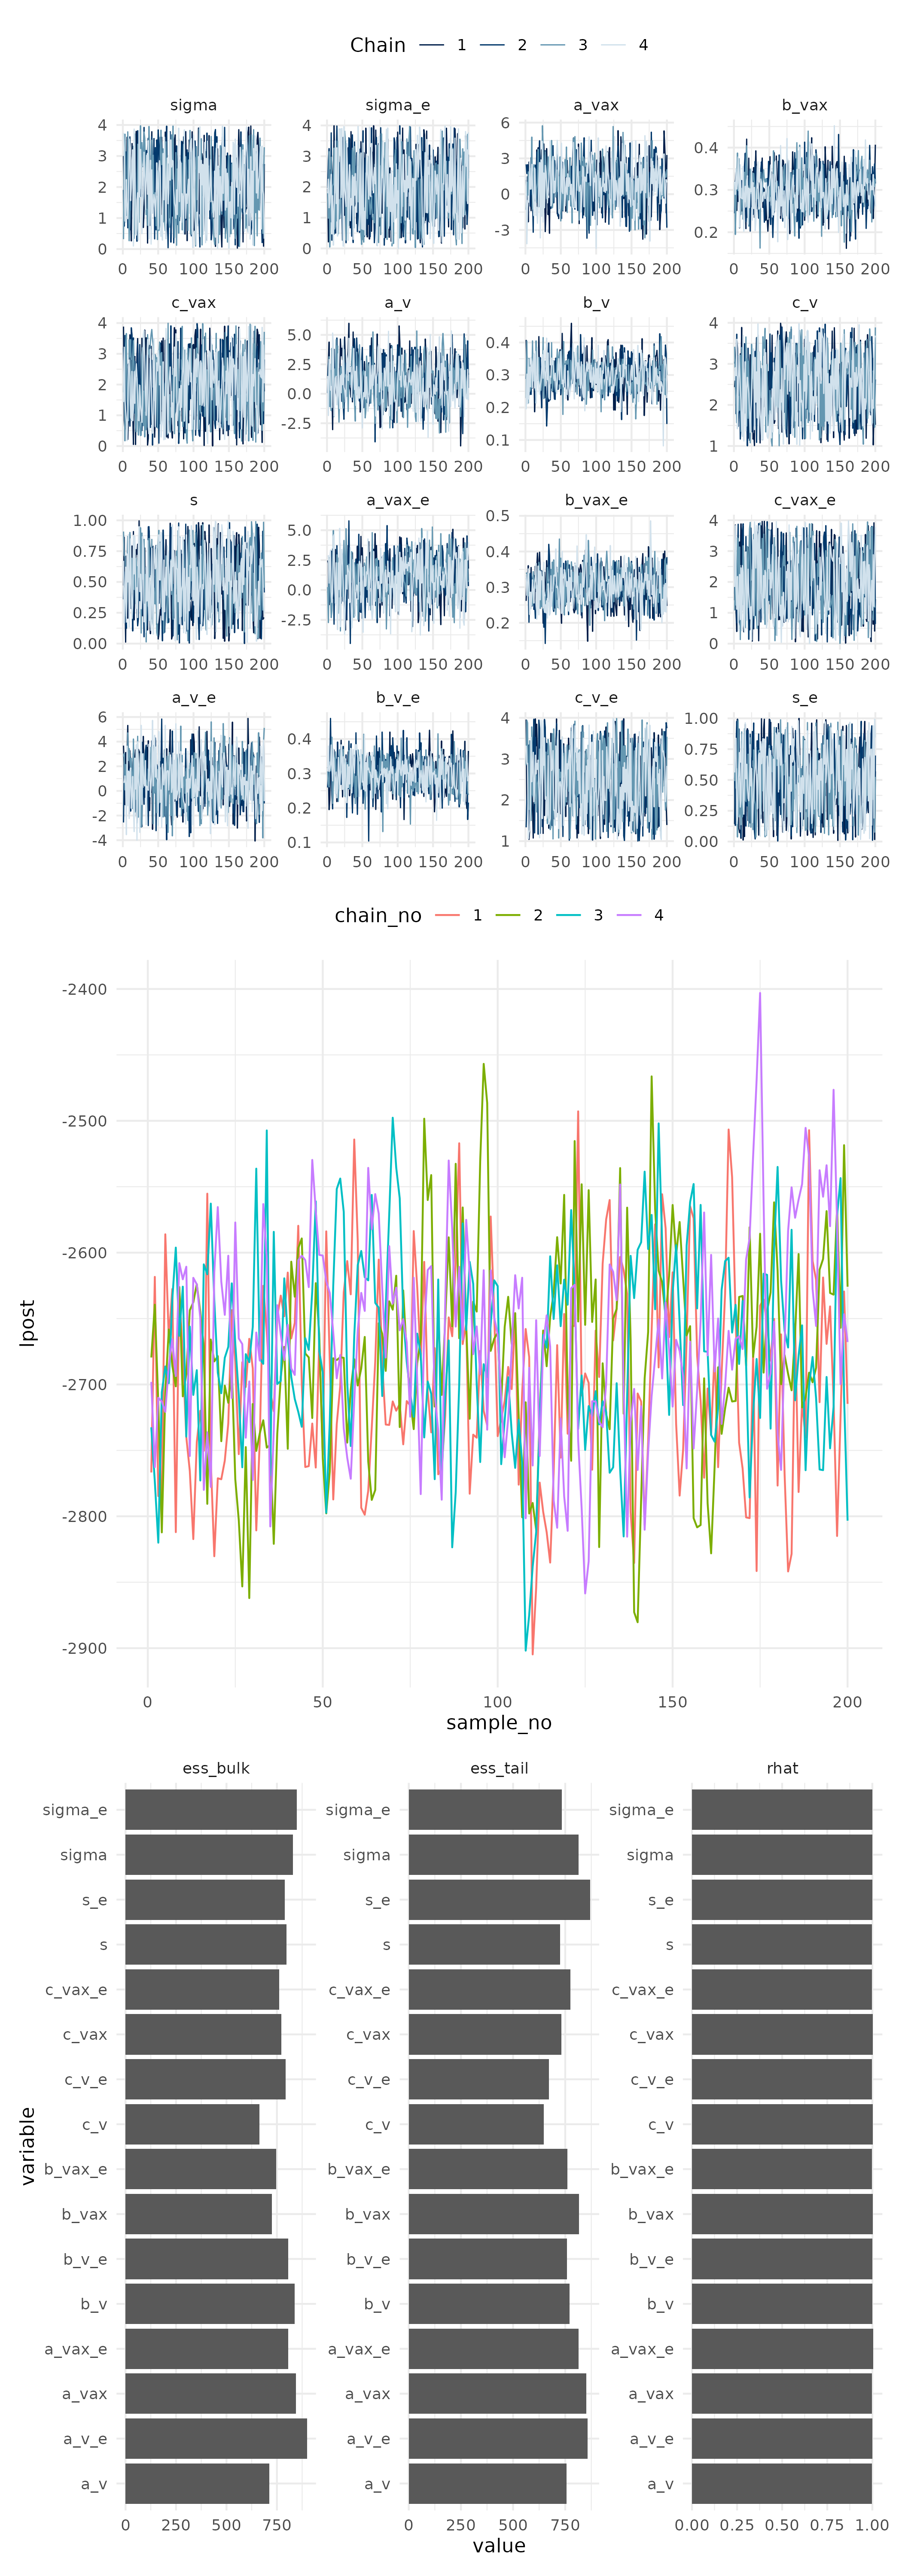 Chain 1 2 3 4
sigma sigma_e a_vax b_vax
4 4 6
3 3 3 0.4
2 2 0 0.3
1 1 -3 0.2
0 0
0 50 100 150 200 0 50 100 150 200 0 50 100 150 200 0 50 100 150 200
c_vax a_v b_v c_v
4 5.0 0.4 4
3 2.5 0.3 3
2 0.0 0.2 2
1 -2.5 0.1 1
0
0 50 100 150 200 0 50 100 150 200 0 50 100 150 200 0 50 100 150 200
s a_vax_e b_vax_e c_vax_e
1.00 5.0 0.5 4
0.75 2.5 0.4 3
0.50 0.0 0.3 2
0.25 -2.5 0.2 1
0.00 0
0 50 100 150 200 0 50 100 150 200 0 50 100 150 200 0 50 100 150 200
a_v_e b_v_e c_v_e s_e
6 0.4 4 1.00
4 0.3 3 0.75
2 0.2 2 0.50
0 0.1 1 0.25
-2 0.00
-4
0 50 100 150 200 0 50 100 150 200 0 50 100 150 200 0 50 100 150 200
chain_no 1 2 3 4
lpost
-2400
-2500
-2600
-2700
-2800
-2900
0 50 100 150 200
sample_no
ess_bulk ess_tail rhat
variable
sigma_e sigma_e sigma_e
sigma sigma sigma
s_e s_e s_e
s s s
c_vax_e c_vax_e c_vax_e
c_vax c_vax c_vax
c_v_e c_v_e c_v_e
c_v c_v c_v
b_vax_e b_vax_e b_vax_e
b_vax b_vax b_vax
b_v_e b_v_e b_v_e
b_v b_v b_v
a_vax_e a_vax_e a_vax_e
a_vax a_vax a_vax
a_v_e a_v_e a_v_e
a_v a_v a_v
0 250 500 750 0 250 500 750 0.00 0.25 0.50 0.75 1.00
value